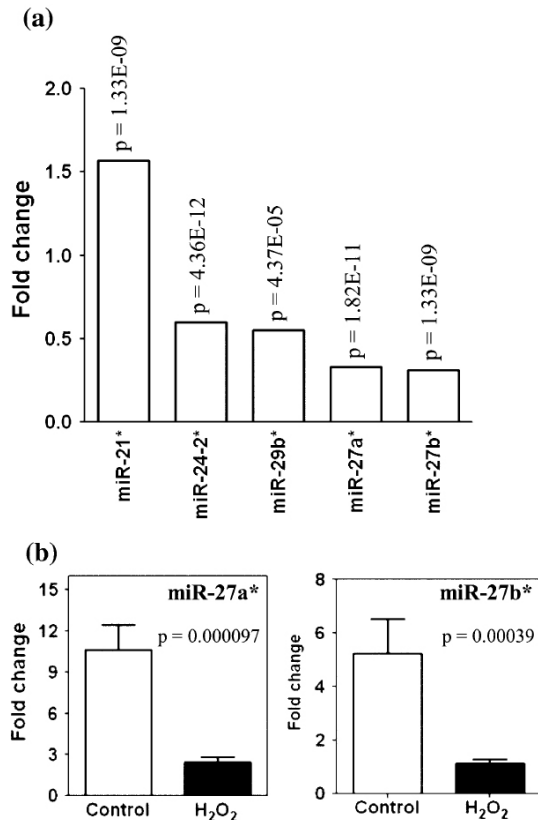 (a)
Fold change
2.0
1.5
1.0
0.5
0.0
p = 1.33E-09
p = 4.36E-12
p = 4.37E-05
p = 1.82E-11
p = 1.33E-09
miR-21*
miR-24-2*
miR-29b*
miR-27a*
miR-27b*
(b)
Fold change
15
12
9
6
3
0
miR-27a*
p = 0.000097
Control
H₂O₂
Fold change
8
6
4
2
0
miR-27b*
p = 0.00039
Control
H₂O₂